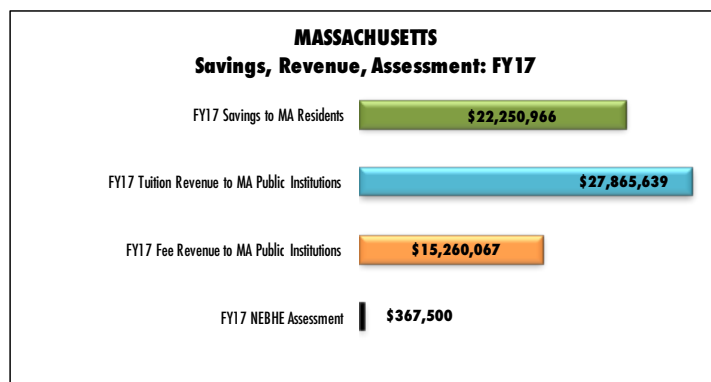 MASSACHUSETTS
Savings, Revenue, Assessment: FY17
FY17 Savings to MA Residents
$22,250,966
FY17 Tuition Revenue to MA Public Institutions
$27,865,639
FY17 Fee Revenue to MA Public Institutions
$15,260,067
FY17 NEBHE Assessment
$367,500